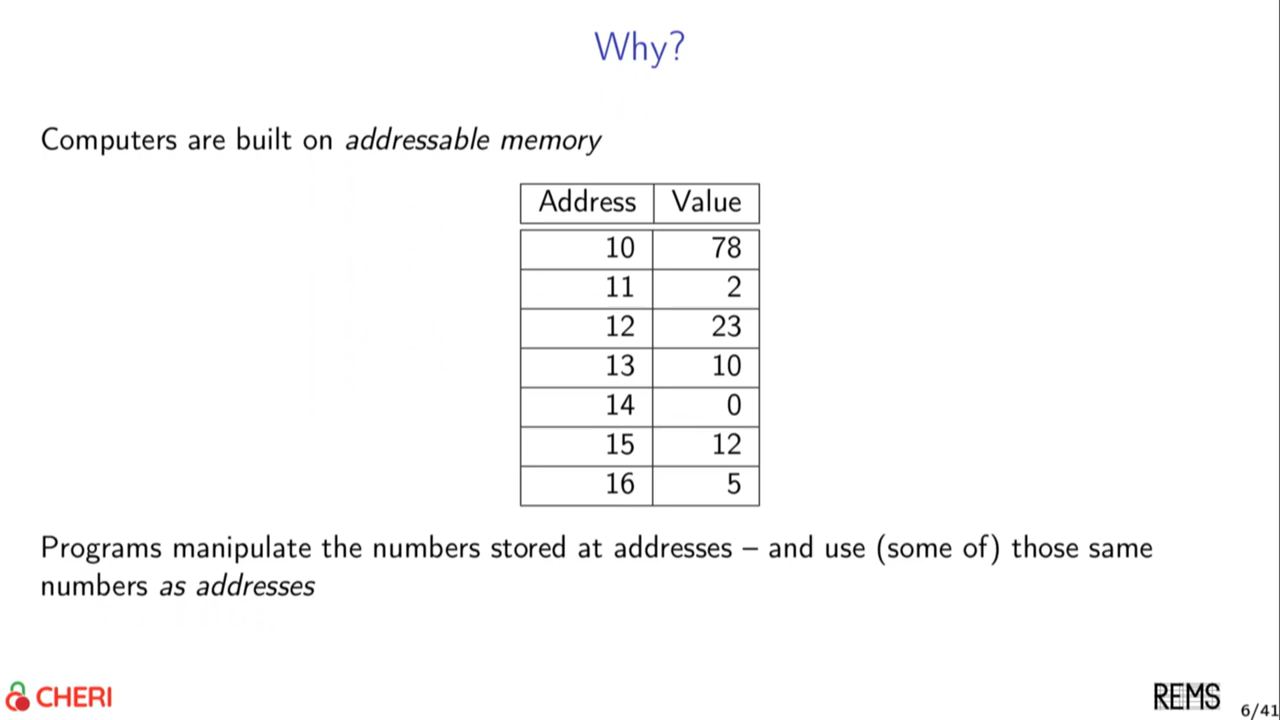 Why?
Computers are built on addressable memory
Address Value
10 78
11 2
12 23
13 10
14 0
15 12
16 5
Programs manipulate the numbers stored at addresses – and use (some of) those same
numbers as addresses
CHERI
REMS
6/41